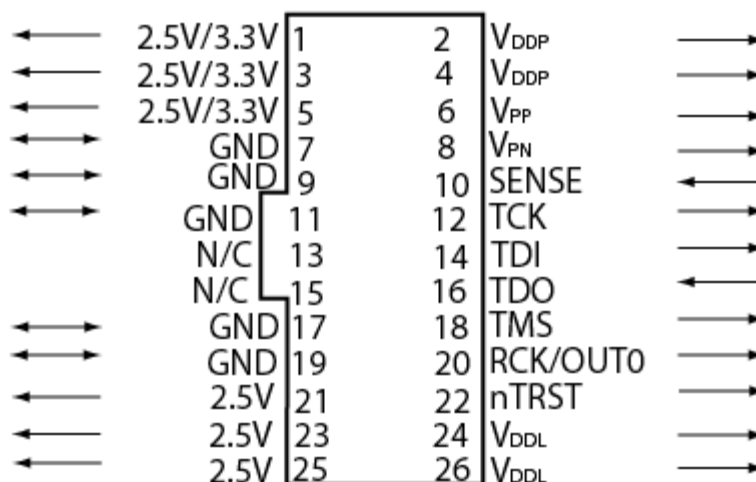 2.5V/3.3V 1 2 VDDP
2.5V/3.3V 3 4 VDDP
2.5V/3.3V 5 6 VPP
GND 7 8 VPN
GND 9 10 SENSE
GND 11 12 TCK
N/C 13 14 TDI
N/C 15 16 TDO
GND 17 18 TMS
GND 19 20 RCK/OUT0
2.5V 21 22 nTRST
2.5V 23 24 VDDL
2.5V 25 26 VDDL